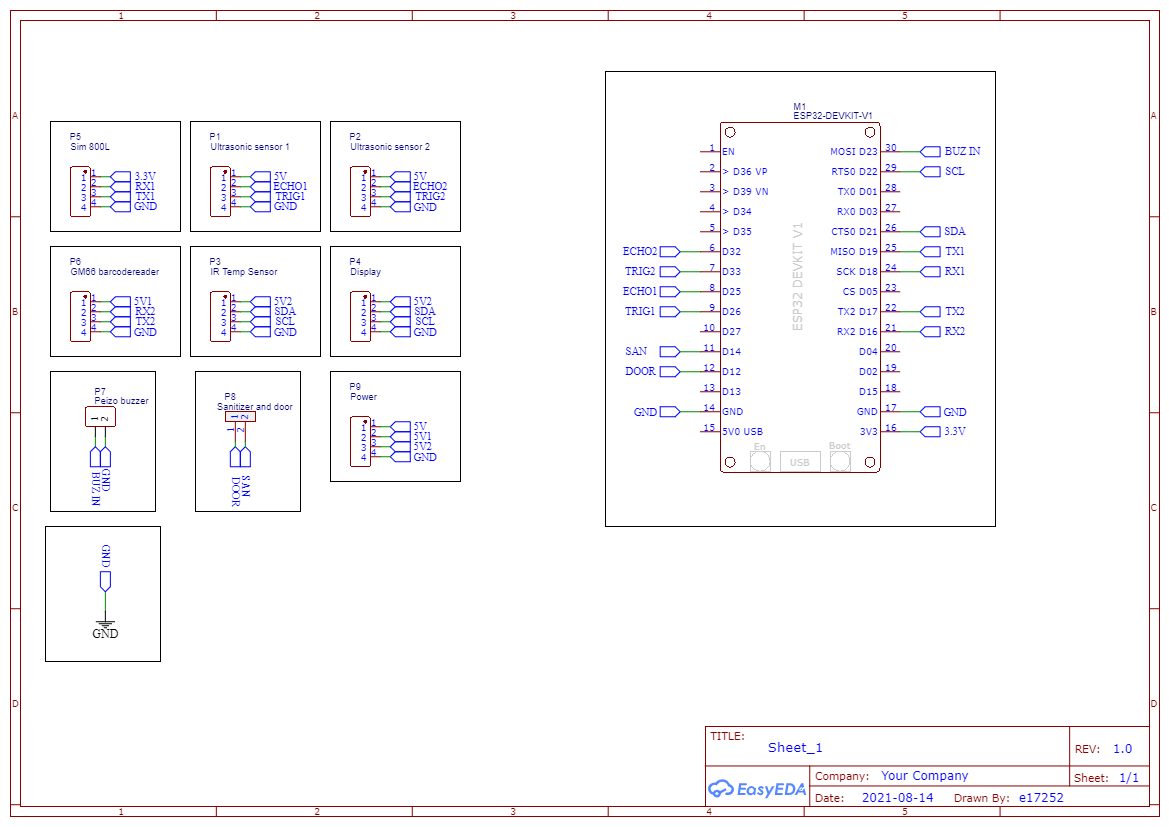 1 2 3 4 5
A A
B B
C C
D D
P5
Sim 800L
1 1 3.3V
2 2 RX1
3 3 TX1
4 4 GND
P1
Ultrasonic sensor 1
1 1 5V
2 2 ECHO1
3 3 TRIG1
4 4 GND
P2
Ultrasonic sensor 2
1 1 5V
2 2 ECHO2
3 3 TRIG2
4 4 GND
P6
GM66 barcodereader
1 1 5V1
2 2 RX2
3 3 TX2
4 4 GND
P3
IR Temp Sensor
1 1 5V2
2 2 SDA
3 3 SCL
4 4 GND
P4
Display
1 1 5V2
2 2 SDA
3 3 SCL
4 4 GND
P7
Peizo buzzer
1 2
BUZ IN
GND
P8
Sanitizer and door
1 2
1 2
DOOR
SAN
P9
Power
1 1 5V
2 2 5V1
3 3 5V2
4 4 GND
GND
GND
M1
ESP32-DEVKIT-V1
1 EN MOSI D23 30 BUZ IN
2 > D36 VP RTS0 D22 29 SCL
3 > D39 VN TX0 D01 28
4 > D34 RX0 D03 27
5 > D35 CTS0 D21 26 SDA
ECHO2 6 D32 MISO D19 25 TX1
TRIG2 7 D33 SCK D18 24 RX1
ECHO1 8 D25 CS D05 23
TRIG1 9 D26 TX2 D17 22 TX2
10 D27 RX2 D16 21 RX2
SAN 11 D14 D04 20
DOOR 12 D12 D02 19
13 D13 D15 18
GND 14 GND GND 17 GND
15 5V0 USB 3V3 16 3.3V
ESP32 DEVKIT V1
En USB Boot
TITLE:
Sheet_1
REV: 1.0
EasyEDA
Company: Your Company
Sheet: 1/1
Date: 2021-08-14 Drawn By: e17252
1 2 3 4 5